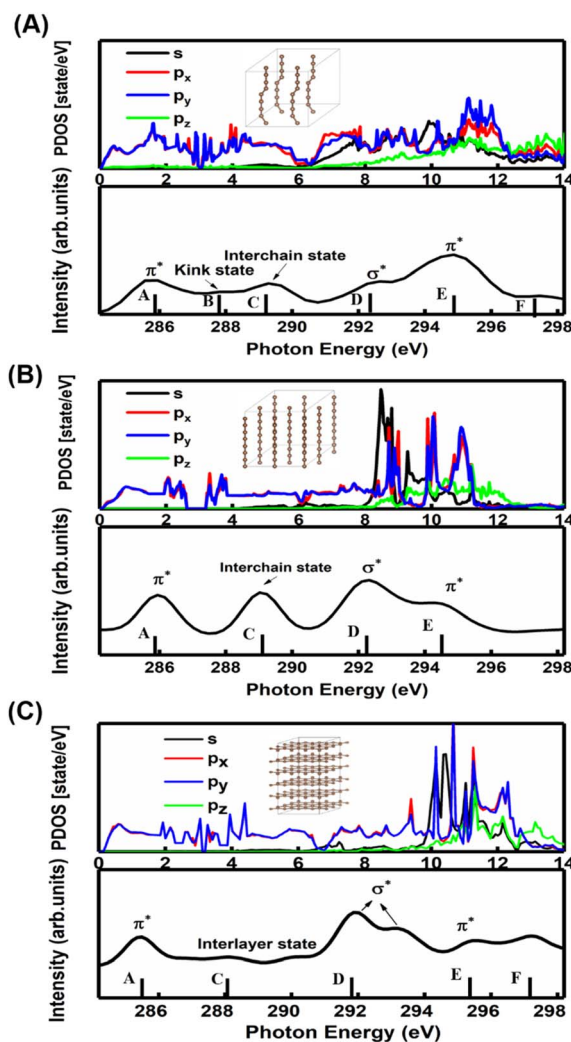 (A)
PDOS [state/eV]
s
px
py
pz
0 2 4 6 8 10 12 14
Intensity (arb.units)
π*
Kink state
Interchain state
σ*
π*
A B C D E F
286 288 290 292 294 296 298
Photon Energy (eV)
(B)
PDOS [state/eV]
s
px
py
pz
0 2 4 6 8 10 12 14
Intensity (arb.units)
π*
Interchain state
σ*
π*
A C D E
286 288 290 292 294 296 298
Photon Energy (eV)
(C)
PDOS [state/eV]
s
px
py
pz
0 2 4 6 8 10 12 14
Intensity (arb.units)
π*
Interlayer state
σ*
π*
A C D E F
286 288 290 292 294 296 298
Photon Energy (eV)